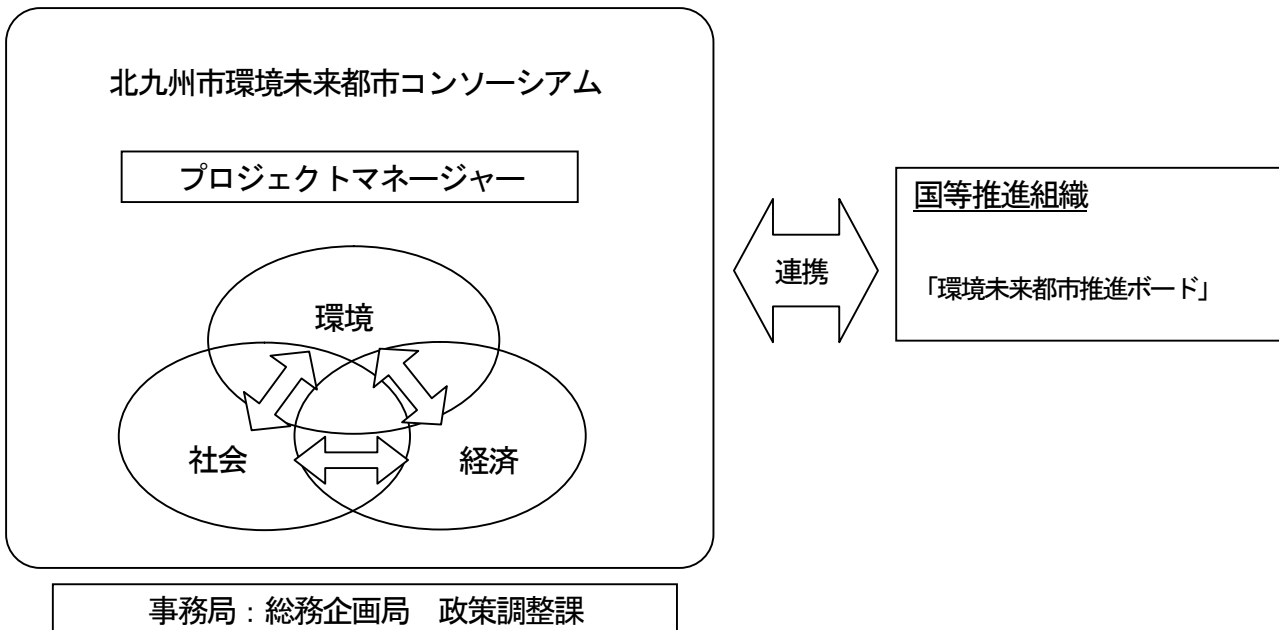 北九州市環境未来都市コンソーシアム
プロジェクトマネージャー
環境
社会
経済
連携
国等推進組織
「環境未来都市推進ボード」
事務局：総務企画局　政策調整課